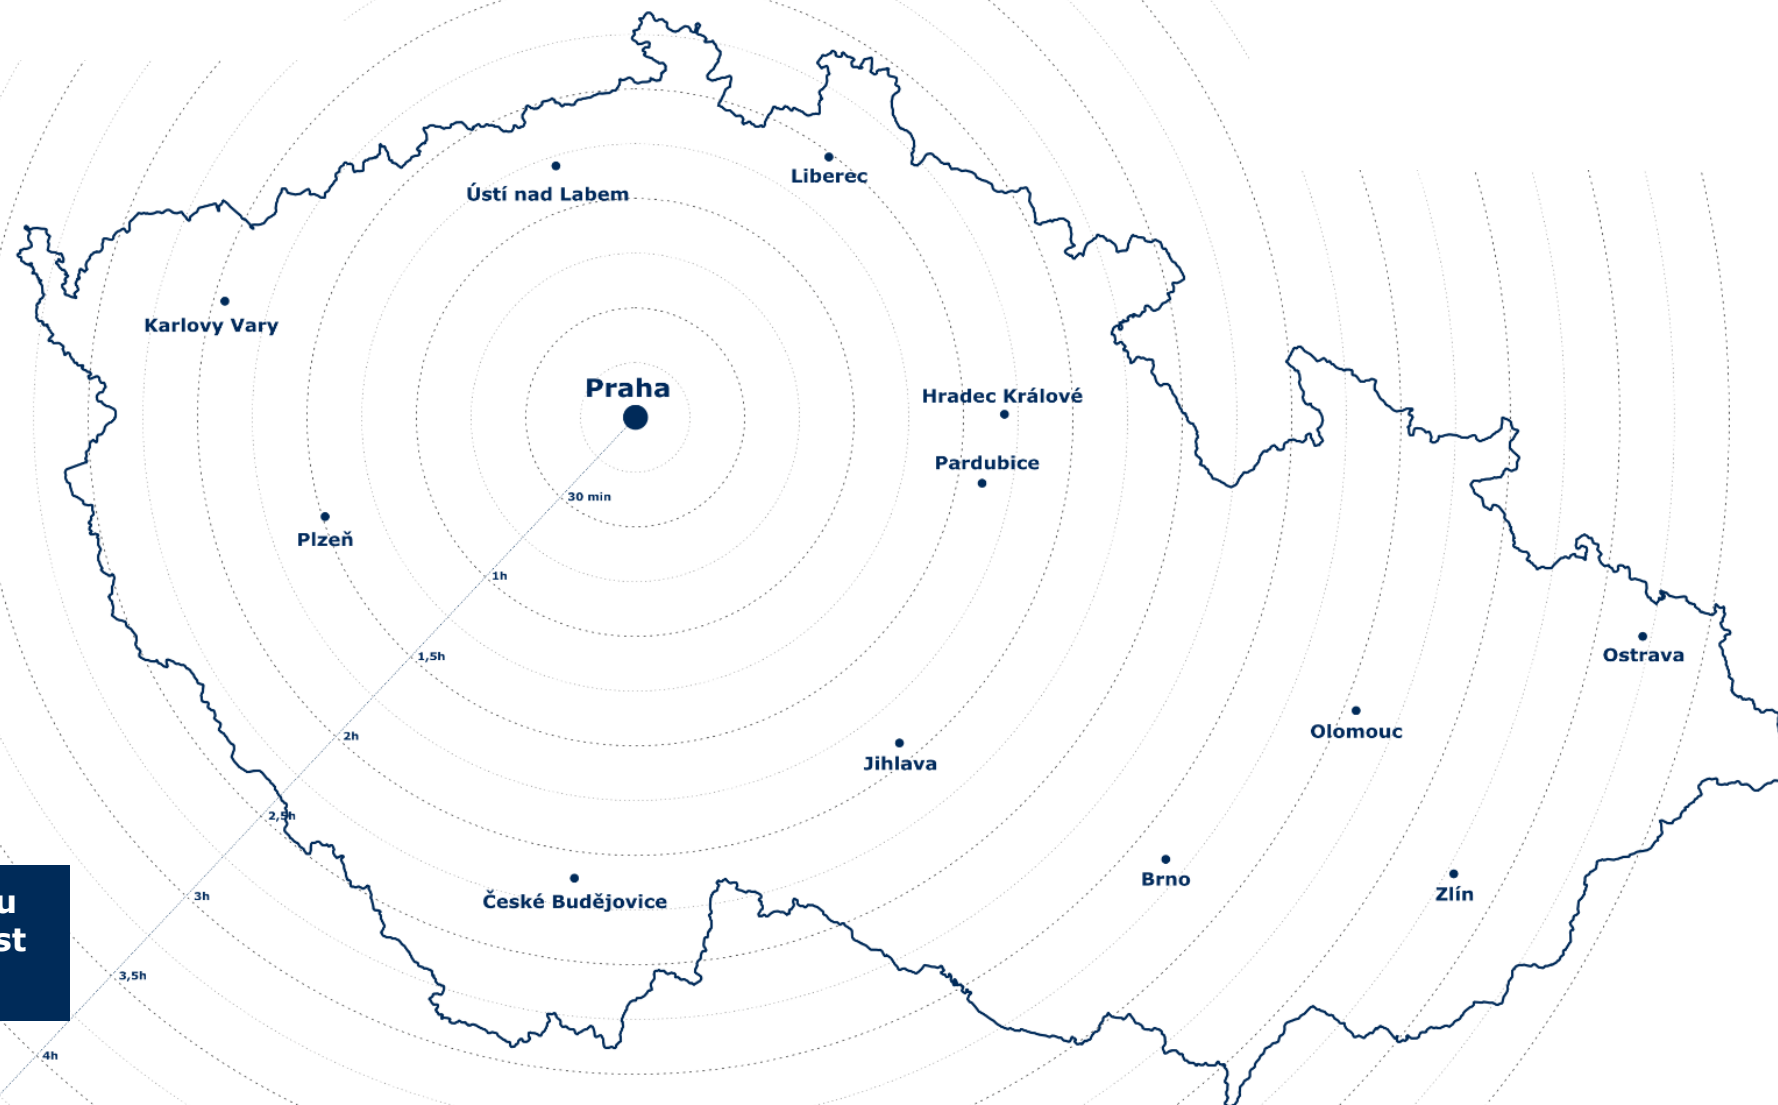 Ústí nad Labem
Liberec
Karlovy Vary
Praha
Hradec Králové
Pardubice
30 min
Plzeň
1h
1,5h
Ostrava
2h
Olomouc
Jihlava
2,5h
Brno
České Budějovice
Zlín
3h
u
st
3,5h
4h